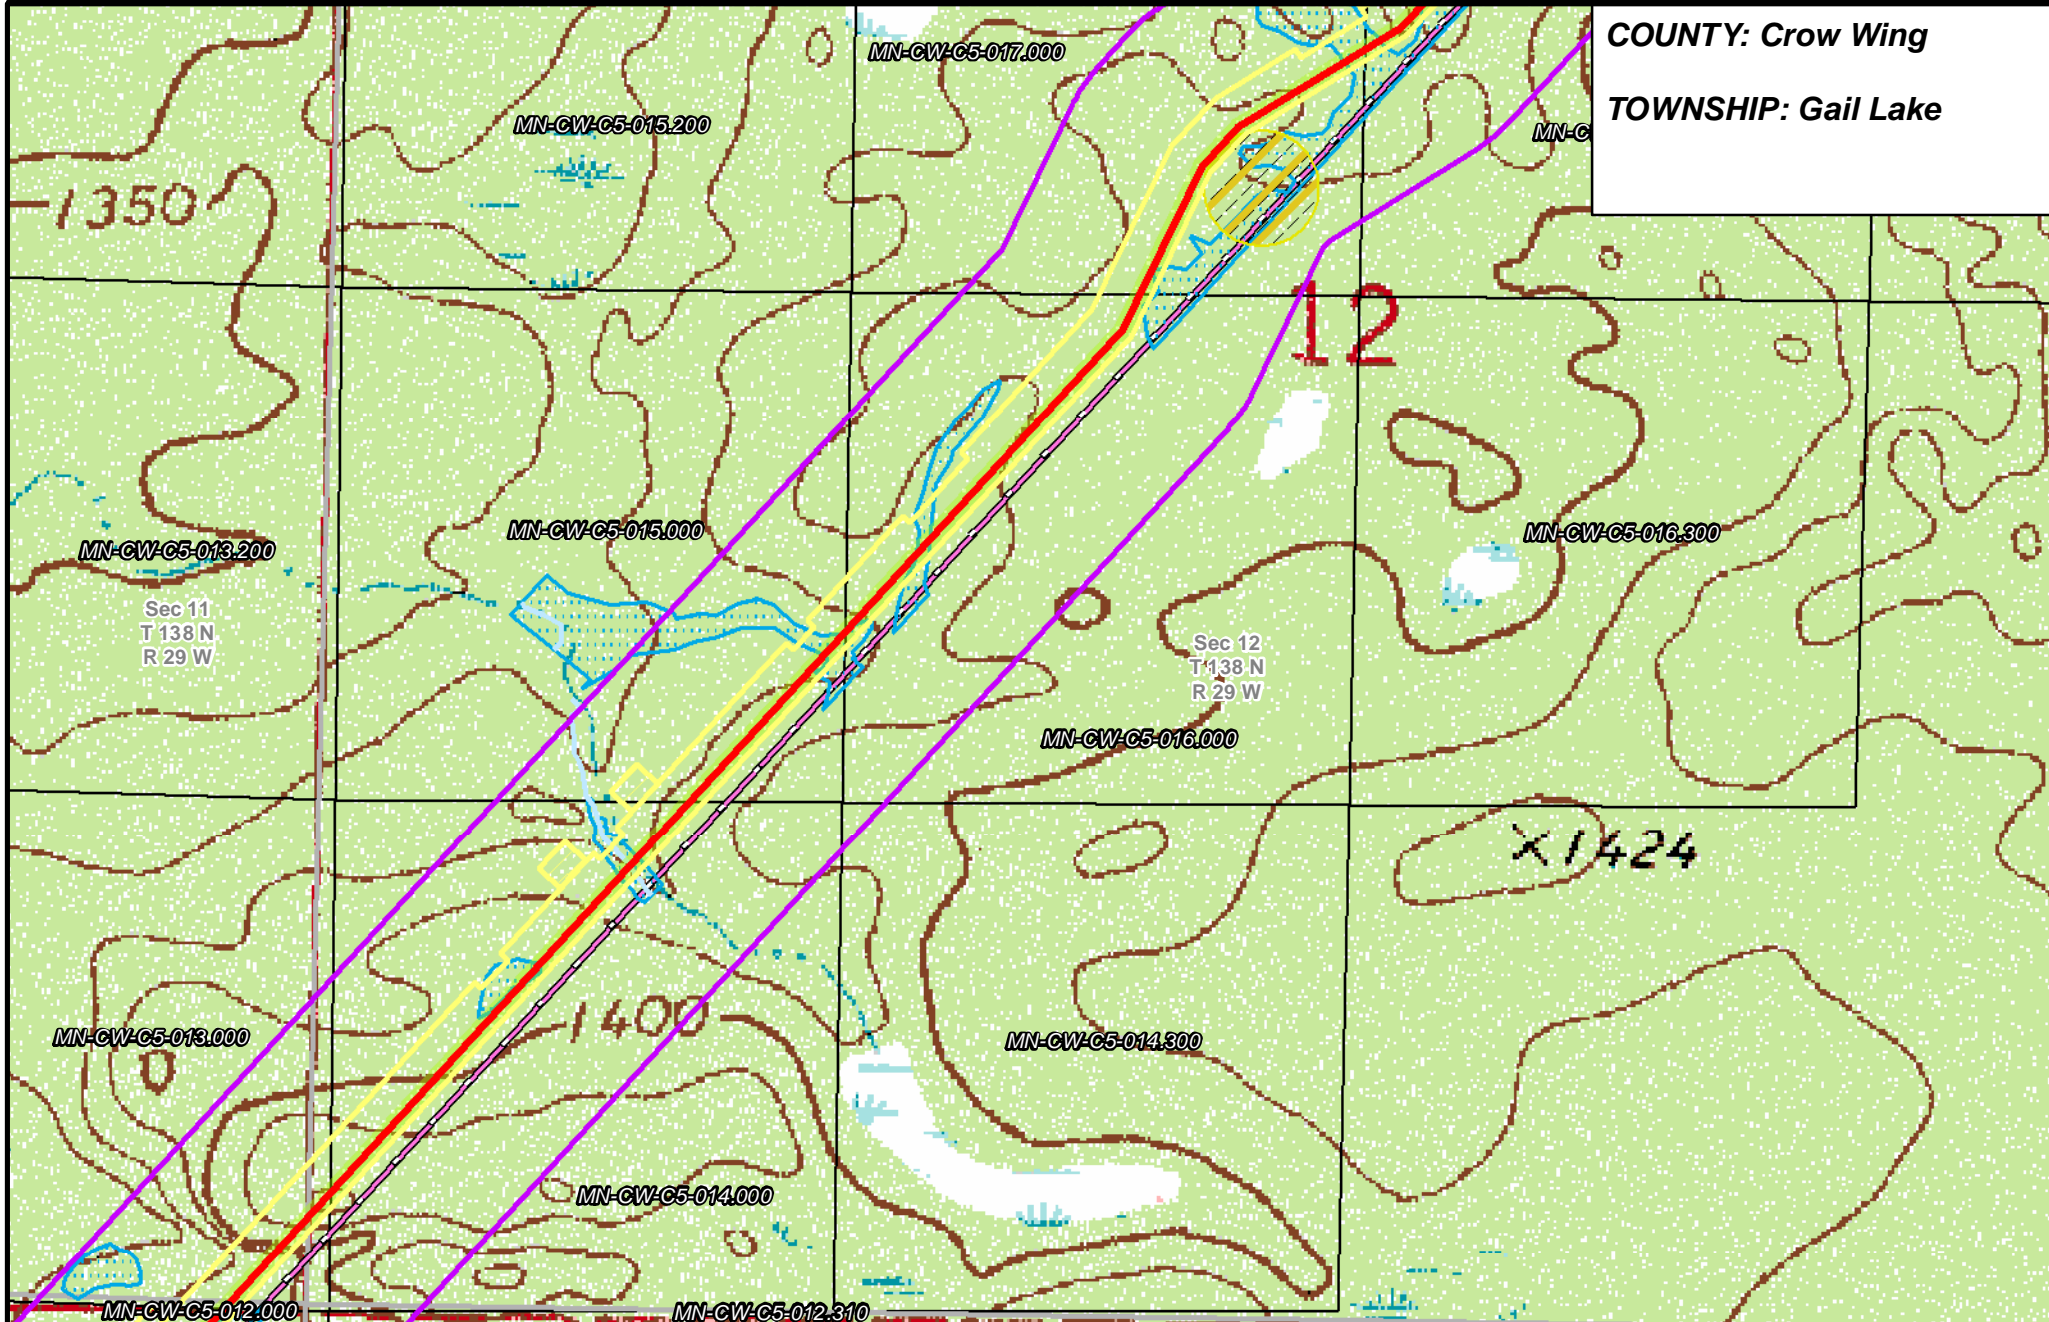 COUNTY: Crow Wing
TOWNSHIP: Gail Lake
MN-CW-C5-017.000
MN-CW-C5-015.200
MN-C
1350
12
MN-CW-C5-015.000
MN-CW-C5-016.300
MN-CW-C5-013.200
Sec 11
T 138 N
R 29 W
Sec 12
T 138 N
R 29 W
MN-CW-C5-016.000
X1424
1400
MN-CW-C5-013.000
MN-CW-C5-014.300
MN-CW-C5-014.000
MN-CW-C5-012.000
MN-CW-C5-012.310